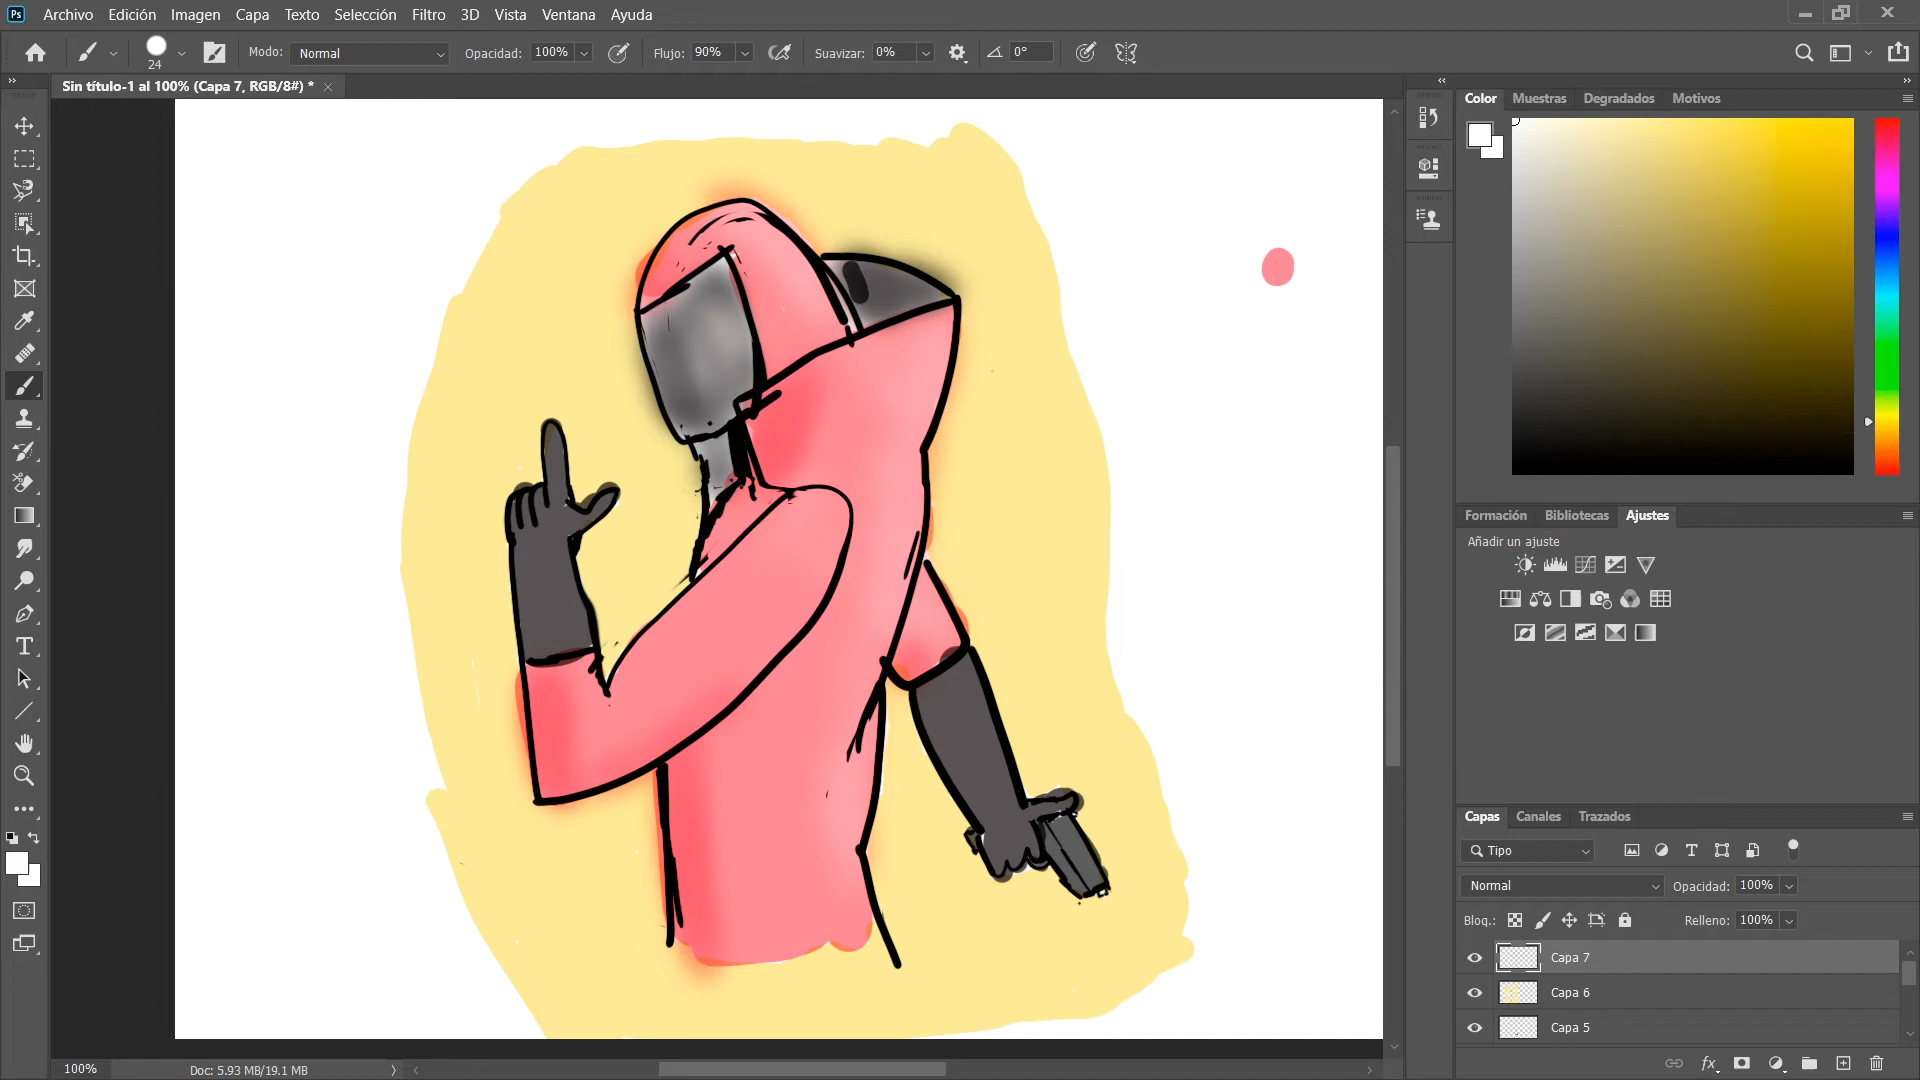 Ps Archivo Edición Imagen Capa Texto Selección Filtro 3D Vista Ventana Ayuda
24 Modo: Normal Opacidad: 100% Flujo: 90% Suavizar: 0% 0°
Sin título-1 al 100% (Capa 7, RGB/8#) *
Color Muestras Degradados Motivos
Formación Bibliotecas Ajustes
Añadir un ajuste
Capas Canales Trazados
Tipo
Normal Opacidad: 100%
Bloq.: Relleno: 100%
Capa 7
Capa 6
Capa 5
fx
100% Doc: 5.93 MB/19.1 MB